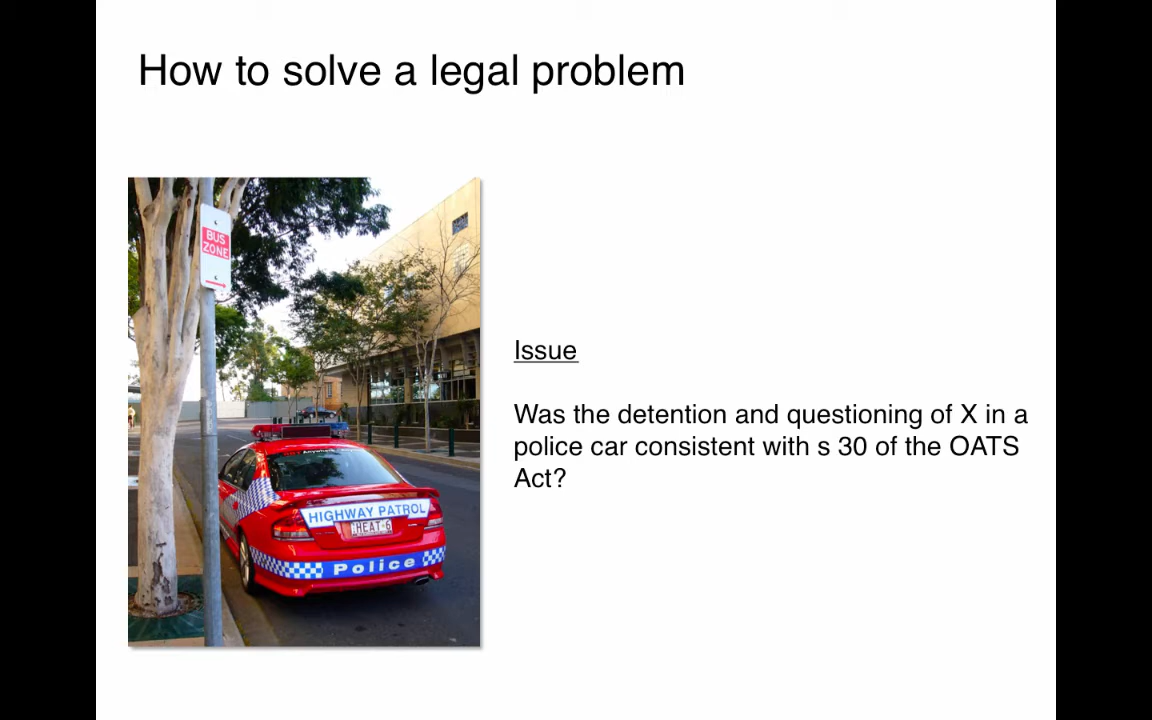 How to solve a legal problem
BUS
ZONE
HIGHWAY PATROL
HEAT-6
Police
Issue
Was the detention and questioning of X in a
police car consistent with s 30 of the OATS
Act?